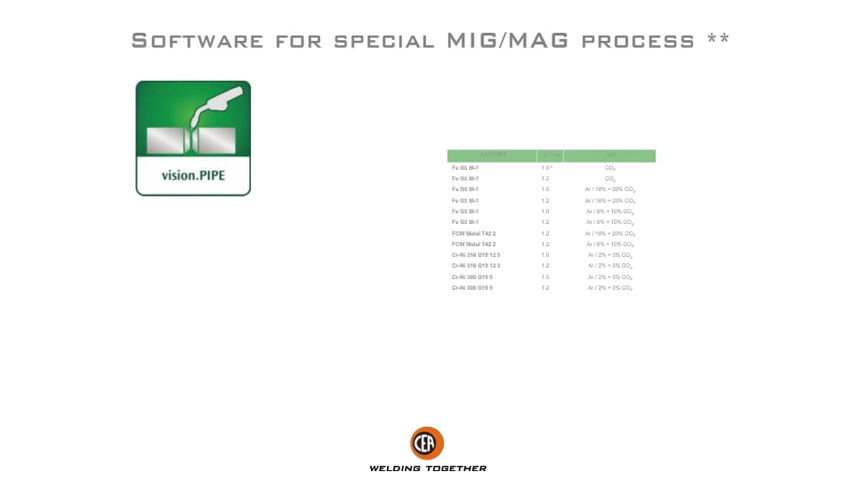 SOFTWARE FOR SPECIAL MIG/MAG PROCESS **
vision.PIPE
Fe G3 Si-1 1.0 * CO2
Fe G3 Si-1 1.2 CO2
Fe G3 Si-1 1.0 Ar / 18% ÷ 20% CO2
Fe G3 Si-1 1.2 Ar / 18% ÷ 20% CO2
Fe G3 Si-1 1.0 Ar / 8% ÷ 10% CO2
Fe G3 Si-1 1.2 Ar / 8% ÷ 10% CO2
FCW Metal T42 2 1.2 Ar / 18% ÷ 20% CO2
FCW Metal T42 2 1.2 Ar / 8% ÷ 10% CO2
Cr-Ni 316 G19 12 3 1.0 Ar / 2% ÷ 3% CO2
Cr-Ni 316 G19 12 3 1.2 Ar / 2% ÷ 3% CO2
Cr-Ni 308 G19 9 1.0 Ar / 2% ÷ 3% CO2
Cr-Ni 308 G19 9 1.2 Ar / 2% ÷ 3% CO2
CEA
WELDING TOGETHER